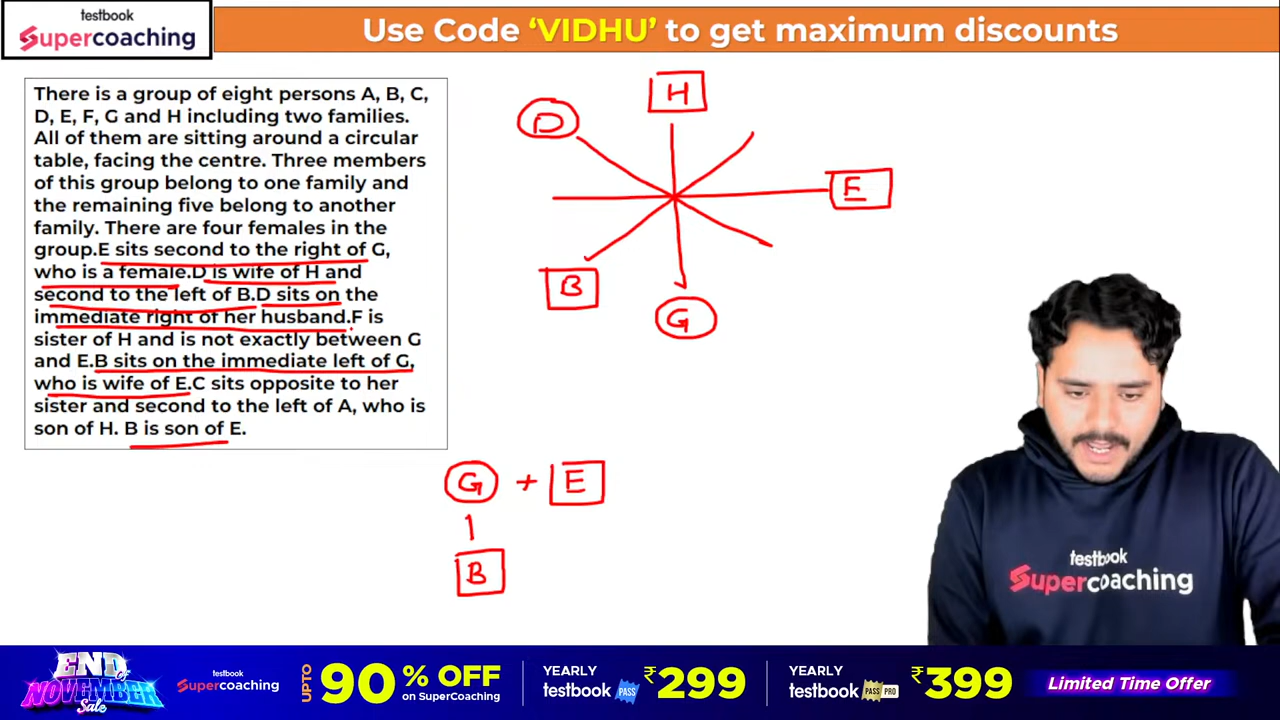 testbook
Supercoaching
Use Code ‘VIDHU’ to get maximum discounts
There is a group of eight persons A, B, C,
D, E, F, G and H including two families.
All of them are sitting around a circular
table, facing the centre. Three members
of this group belong to one family and
the remaining five belong to another
family. There are four females in the
group.E sits second to the right of G,
who is a female.D is wife of H and
second to the left of B.D sits on the
immediate right of her husband.F is
sister of H and is not exactly between G
and E.B sits on the immediate left of G,
who is wife of E.C sits opposite to her
sister and second to the left of A, who is
son of H. B is son of E.
H
D
E
B
G
G + E
B
testbook
Supercoaching
END OF
NOVEMBER
Sale
testbook
Supercoaching
UPTO 90% OFF
on SuperCoaching
YEARLY
testbook PASS
₹299
YEARLY
testbook PASS PRO
₹399
Limited Time Offer